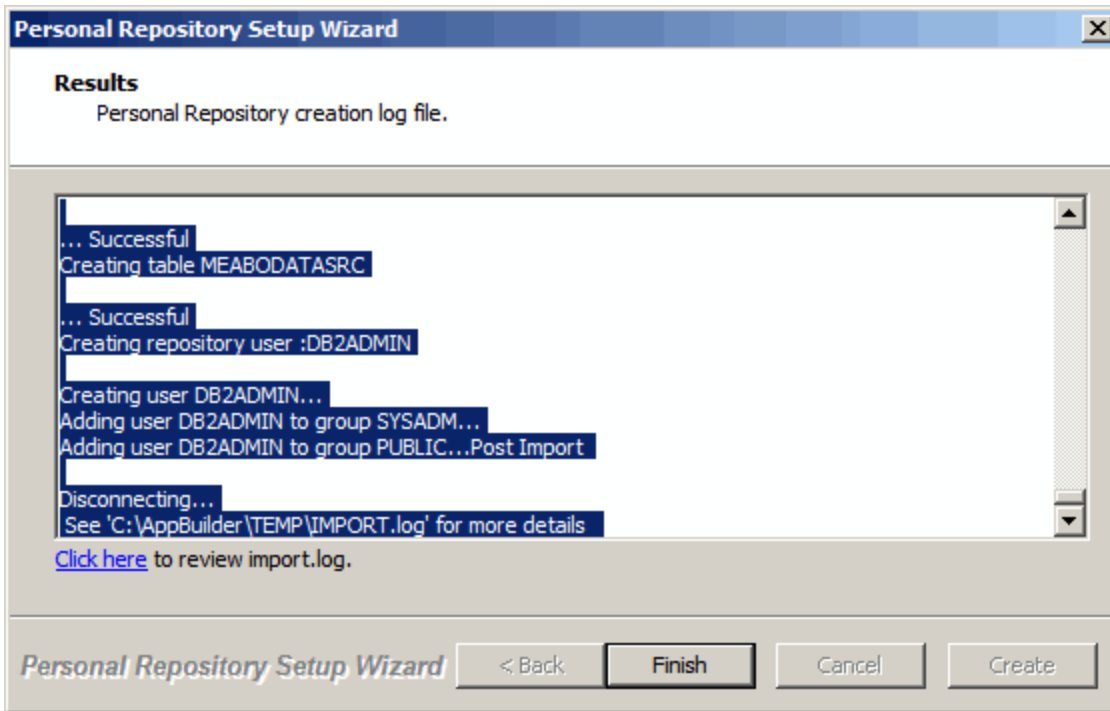 Personal Repository Setup Wizard
Results
Personal Repository creation log file.
... Successful
Creating table MEABODATASRC
... Successful
Creating repository user :DB2ADMIN
Creating user DB2ADMIN...
Adding user DB2ADMIN to group SYSADM...
Adding user DB2ADMIN to group PUBLIC...Post Import
Disconnecting...
See 'C:\AppBuilder\TEMP\IMPORT.log' for more details
Click here to review import.log.
Personal Repository Setup Wizard < Back Finish Cancel Create